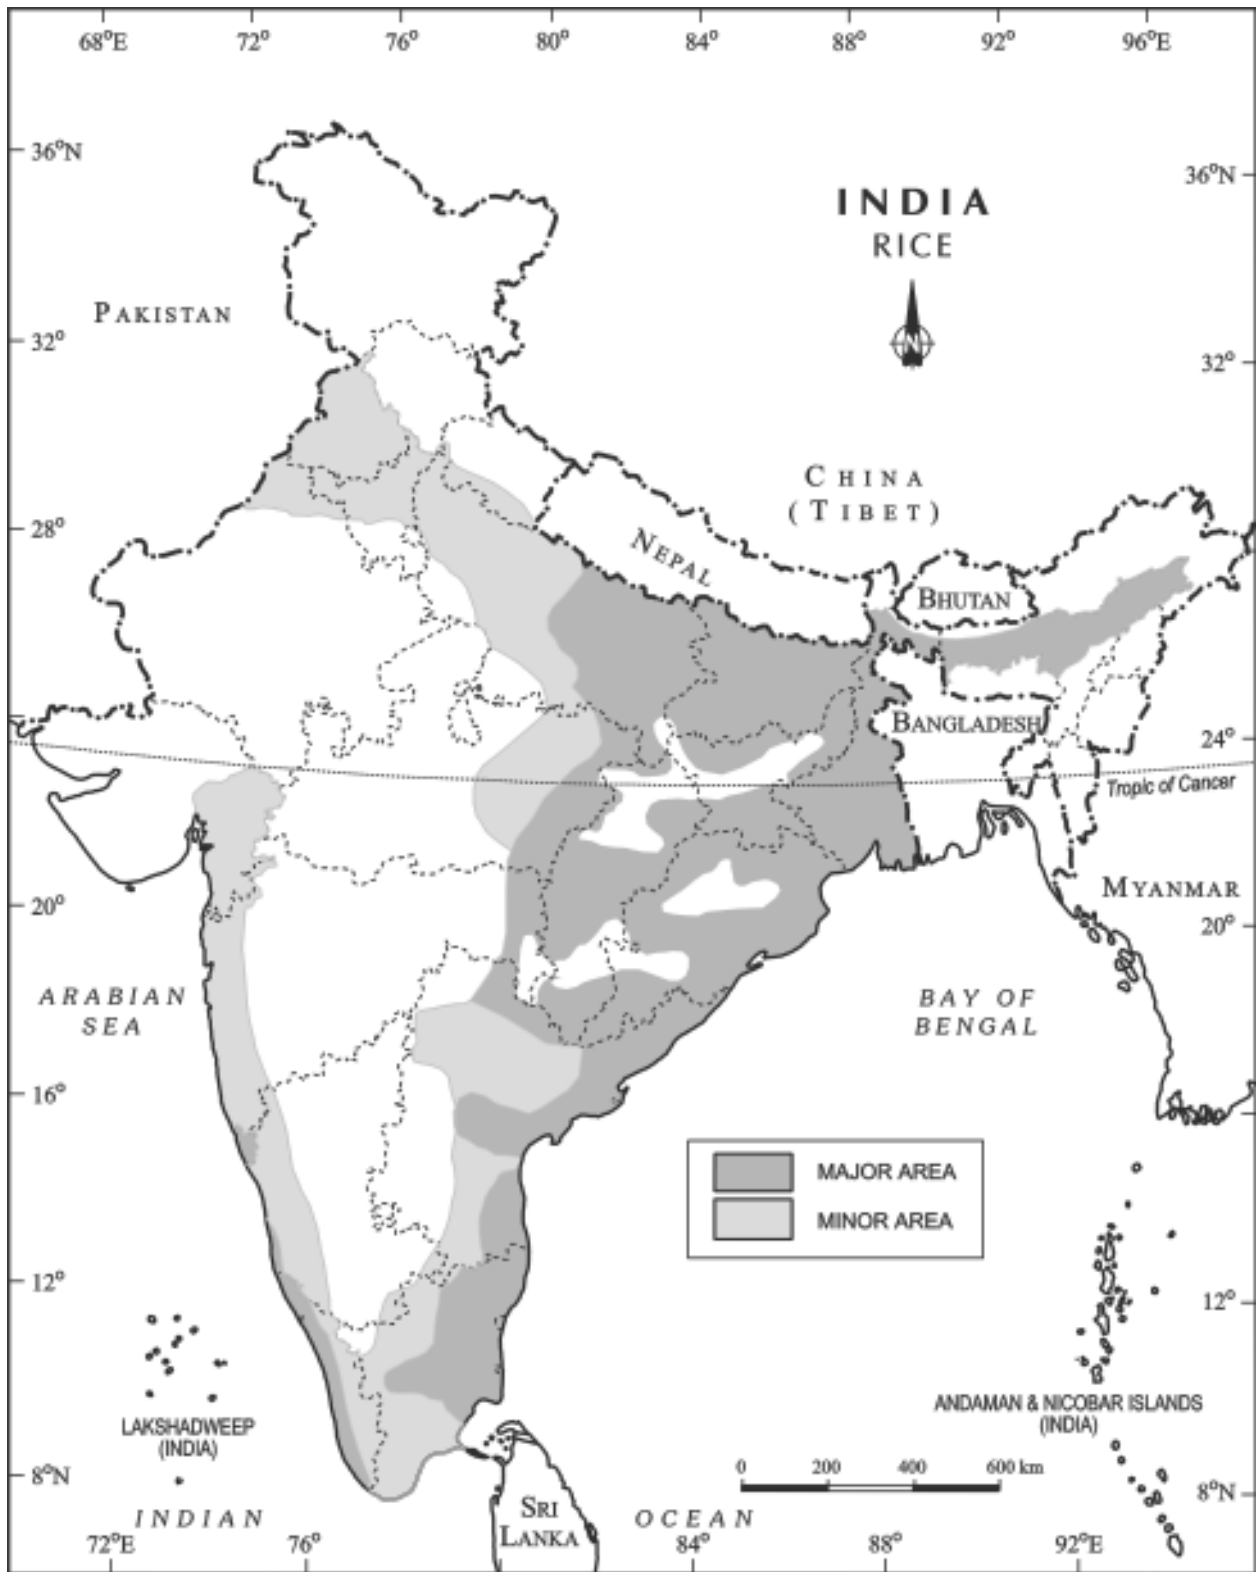 68°E 72° 76° 80° 84° 88° 92° 96°E
36°N
36°N
INDIA
RICE
N
PAKISTAN
32°
32°
CHINA
(TIBET)
28°
NEPAL
28°
BHUTAN
BANGLADESH
24°
24°
Tropic of Cancer
MYANMAR
20°
20°
ARABIAN
SEA
BAY OF
BENGAL
16°
MAJOR AREA
MINOR AREA
12°
12°
LAKSHADWEEP
(INDIA)
ANDAMAN & NICOBAR ISLANDS
(INDIA)
8°N
0 200 400 600 km
8°N
SRI
LANKA
INDIAN OCEAN
72°E 76° 84° 88° 92°E